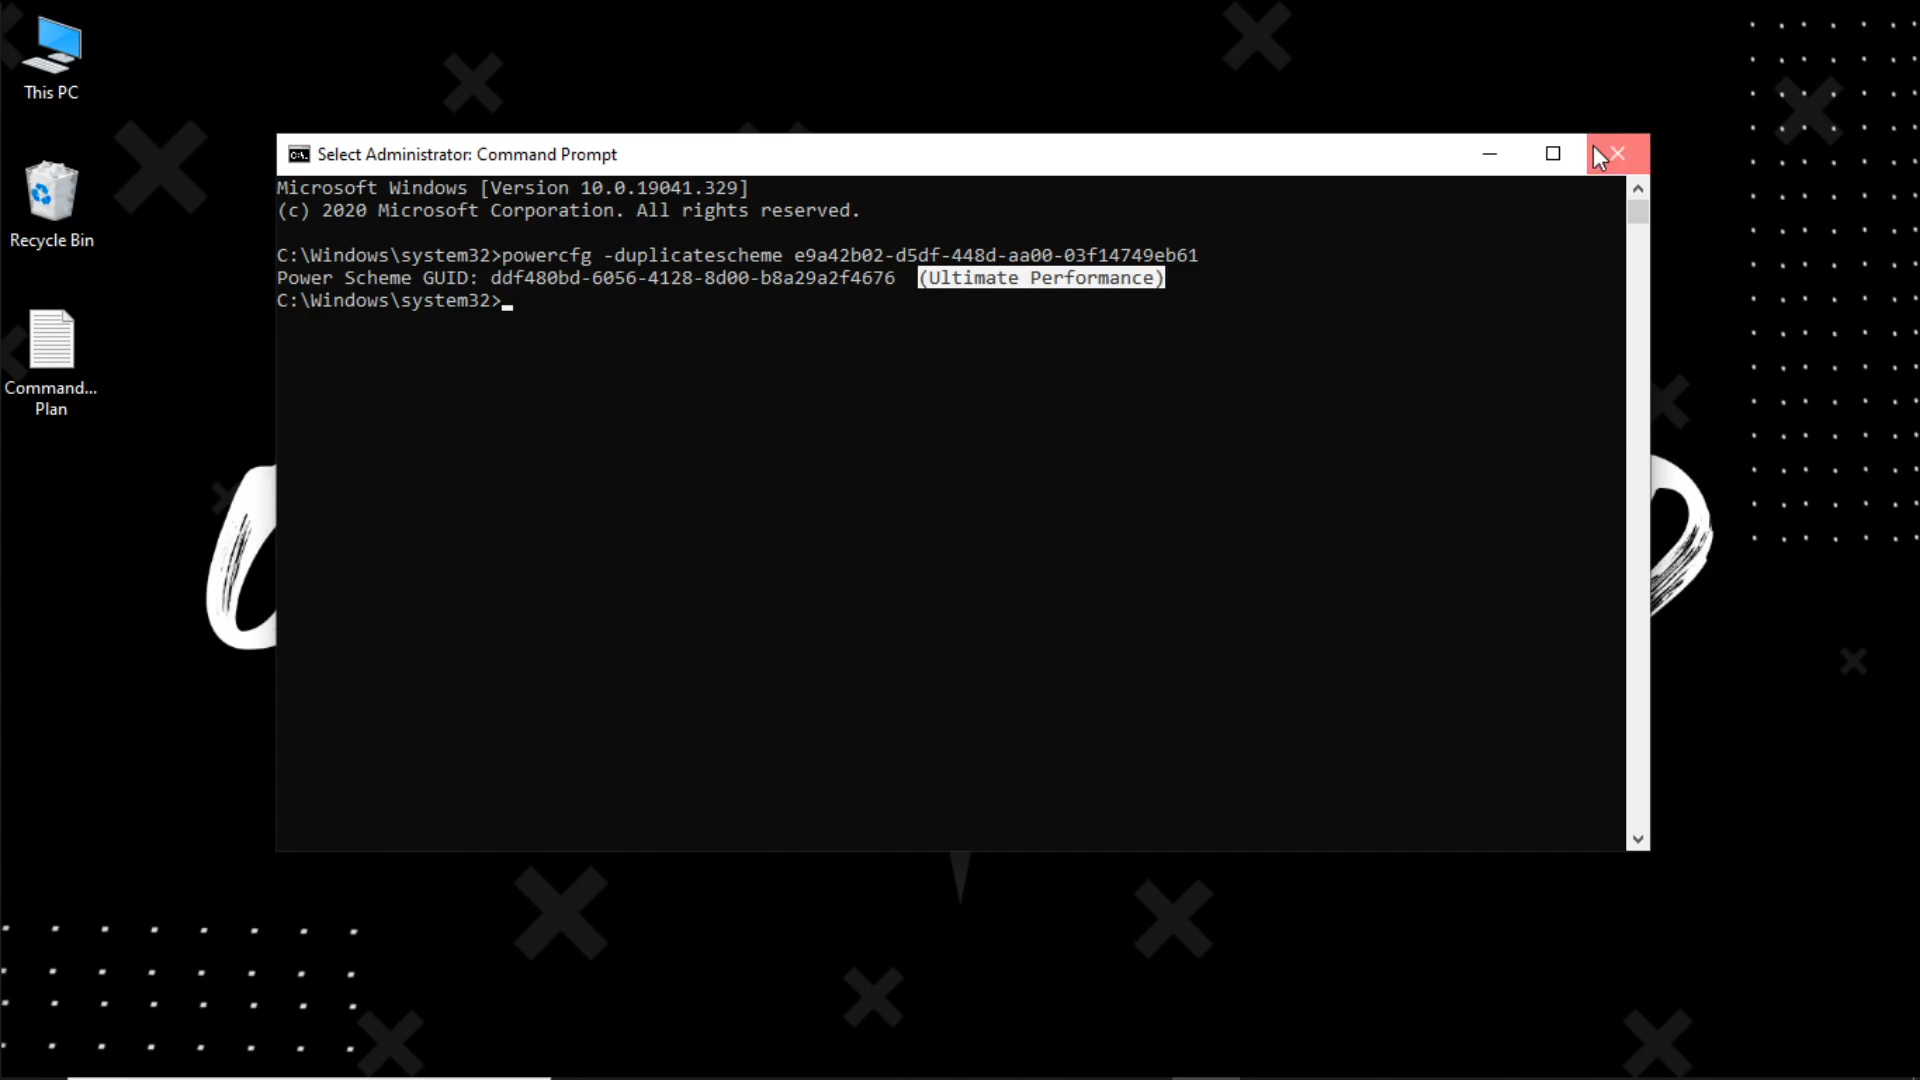 This PC
Recycle Bin
Command...
Plan
Select Administrator: Command Prompt
Microsoft Windows [Version 10.0.19041.329]
(c) 2020 Microsoft Corporation. All rights reserved.
C:\Windows\system32>powercfg -duplicatescheme e9a42b02-d5df-448d-aa00-03f14749eb61
Power Scheme GUID: ddf480bd-6056-4128-8d00-b8a29a2f4676  (Ultimate Performance)
C:\Windows\system32>